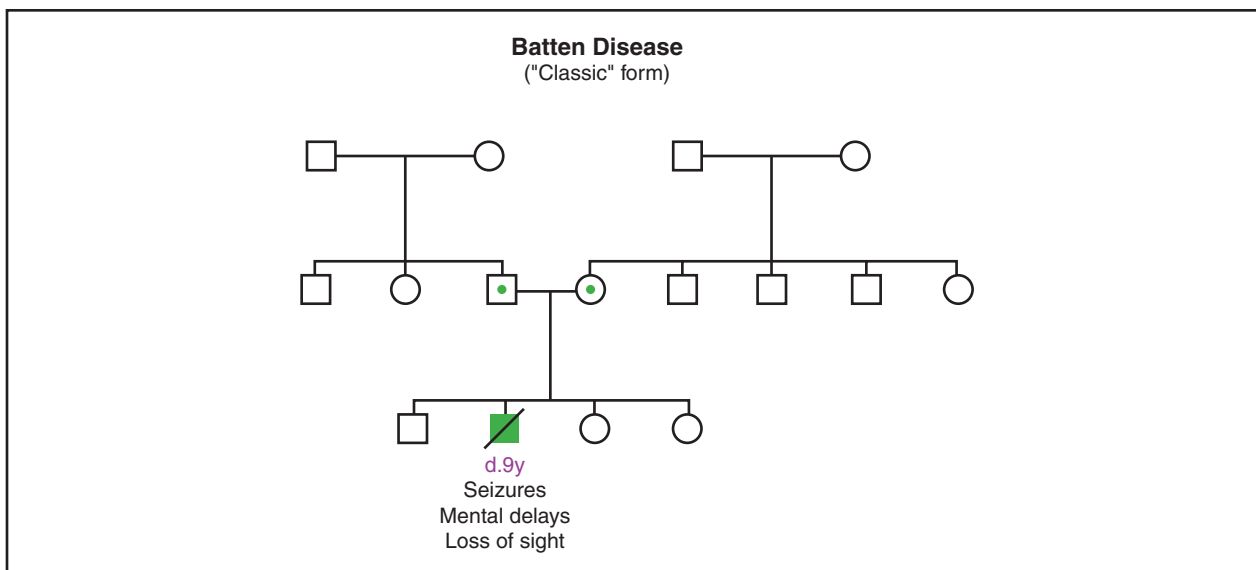 Batten Disease
("Classic" form)
d.9y
Seizures
Mental delays
Loss of sight